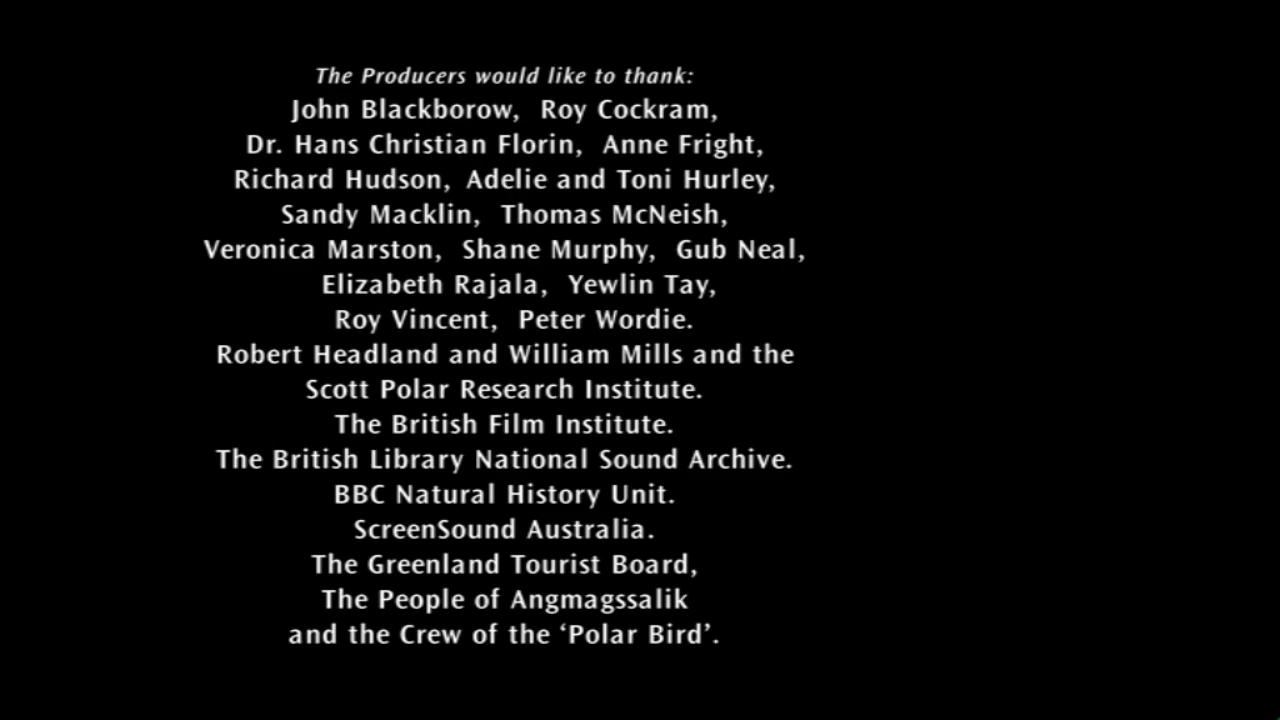 The Producers would like to thank:
John Blackborow, Roy Cockram,
Dr. Hans Christian Florin, Anne Fright,
Richard Hudson, Adelie and Toni Hurley,
Sandy Macklin, Thomas McNeish,
Veronica Marston, Shane Murphy, Gub Neal,
Elizabeth Rajala, Yewlin Tay,
Roy Vincent, Peter Wordie.
Robert Headland and William Mills and the
Scott Polar Research Institute.
The British Film Institute.
The British Library National Sound Archive.
BBC Natural History Unit.
ScreenSound Australia.
The Greenland Tourist Board,
The People of Angmagssalik
and the Crew of the ‘Polar Bird’.